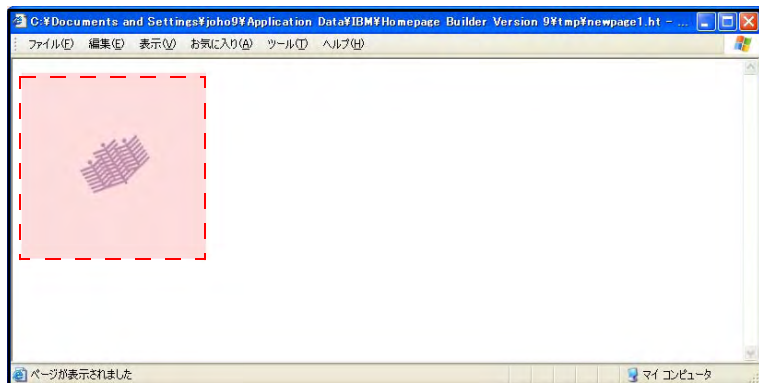 C:¥Documents and Settings¥joho9¥Application Data¥IBM¥Homepage Builder Version 9¥tmp¥newpage1.ht - ...
ファイル(F) 編集(E) 表示(V) お気に入り(A) ツール(T) ヘルプ(H)
ページが表示されました マイ コンピュータ